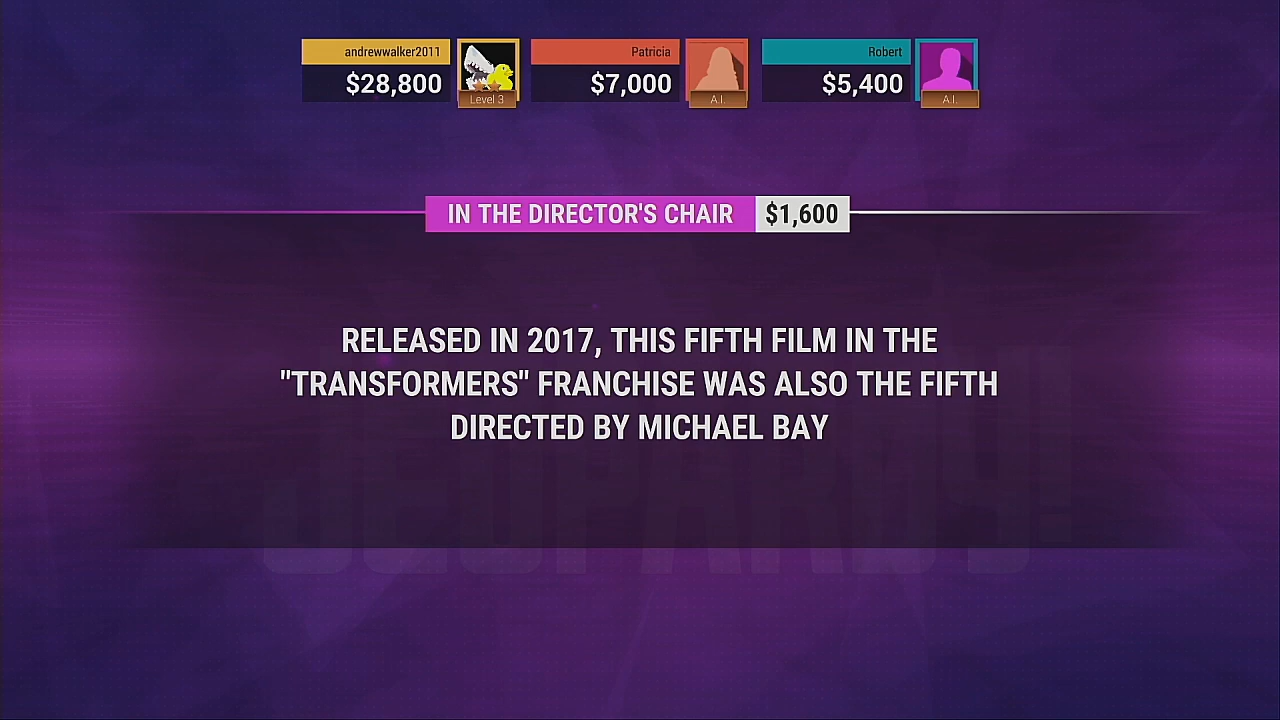 andrewwalker2011
$28,800
Level 3
Patricia
$7,000
A.I.
Robert
$5,400
A.I.
IN THE DIRECTOR'S CHAIR $1,600
RELEASED IN 2017, THIS FIFTH FILM IN THE
"TRANSFORMERS" FRANCHISE WAS ALSO THE FIFTH
DIRECTED BY MICHAEL BAY
JEOPARDY!